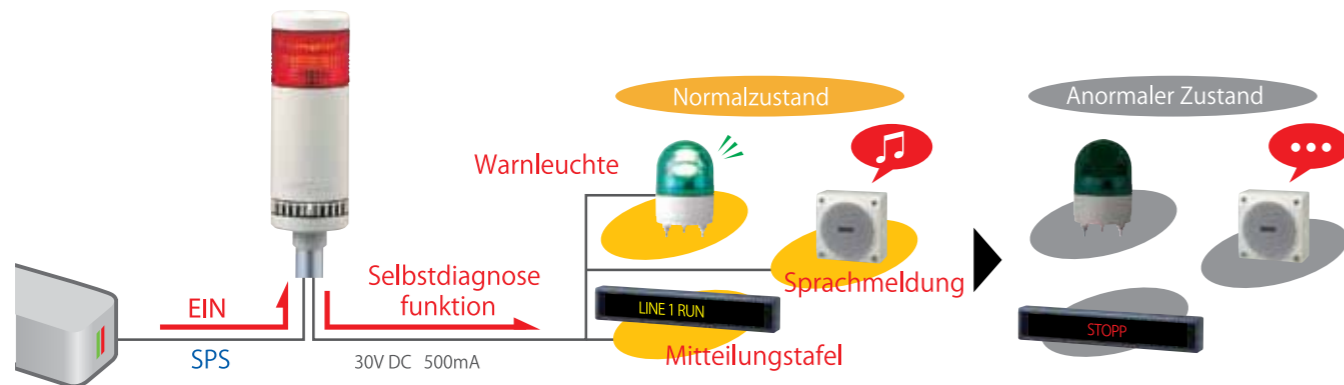 Normalzustand
Anormaler Zustand
Warnleuchte
Selbstdiagnose
funktion
Sprachmeldung
EIN
LINE 1 RUN
STOPP
SPS
30V DC 500mA
Mitteilungstafel